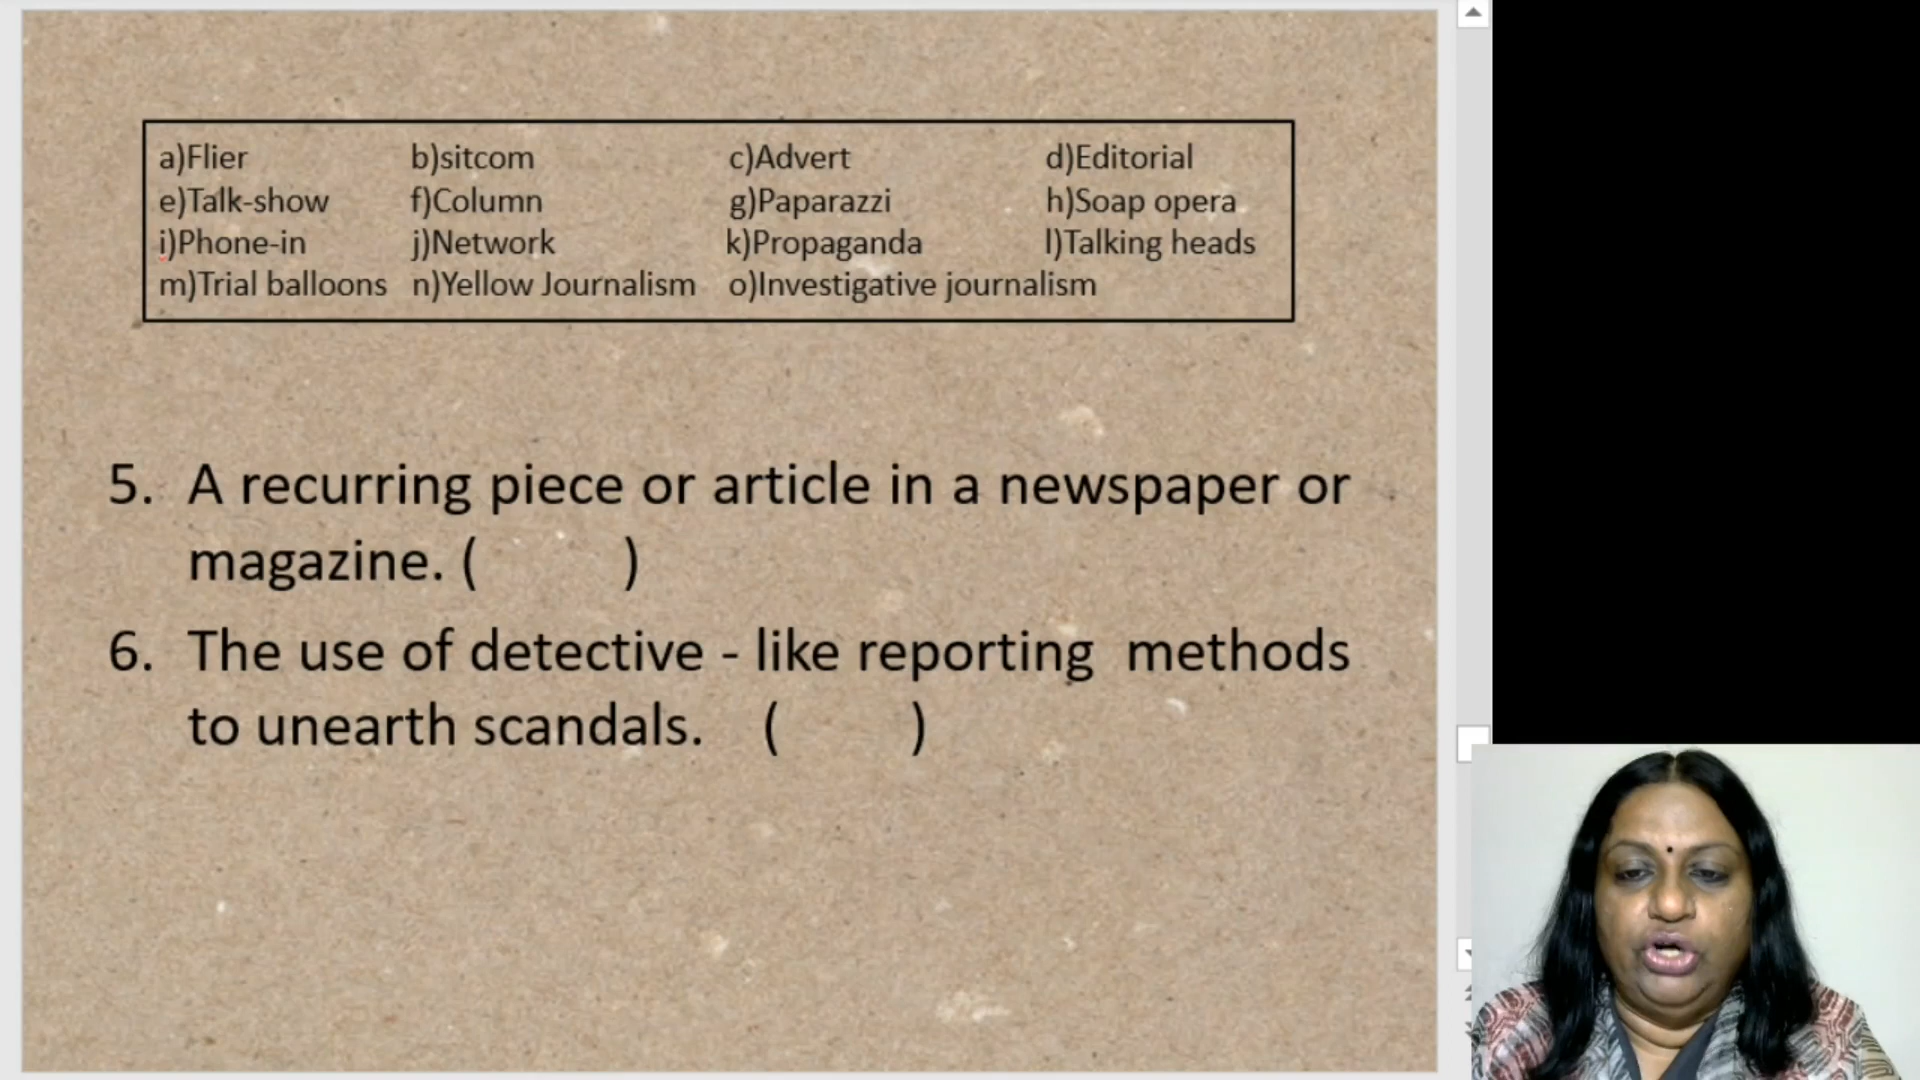 a)Flier b)sitcom c)Advert d)Editorial
e)Talk-show f)Column g)Paparazzi h)Soap opera
i)Phone-in j)Network k)Propaganda l)Talking heads
m)Trial balloons n)Yellow Journalism o)Investigative journalism
5. A recurring piece or article in a newspaper or
magazine. ( )
6. The use of detective - like reporting methods
to unearth scandals. ( )